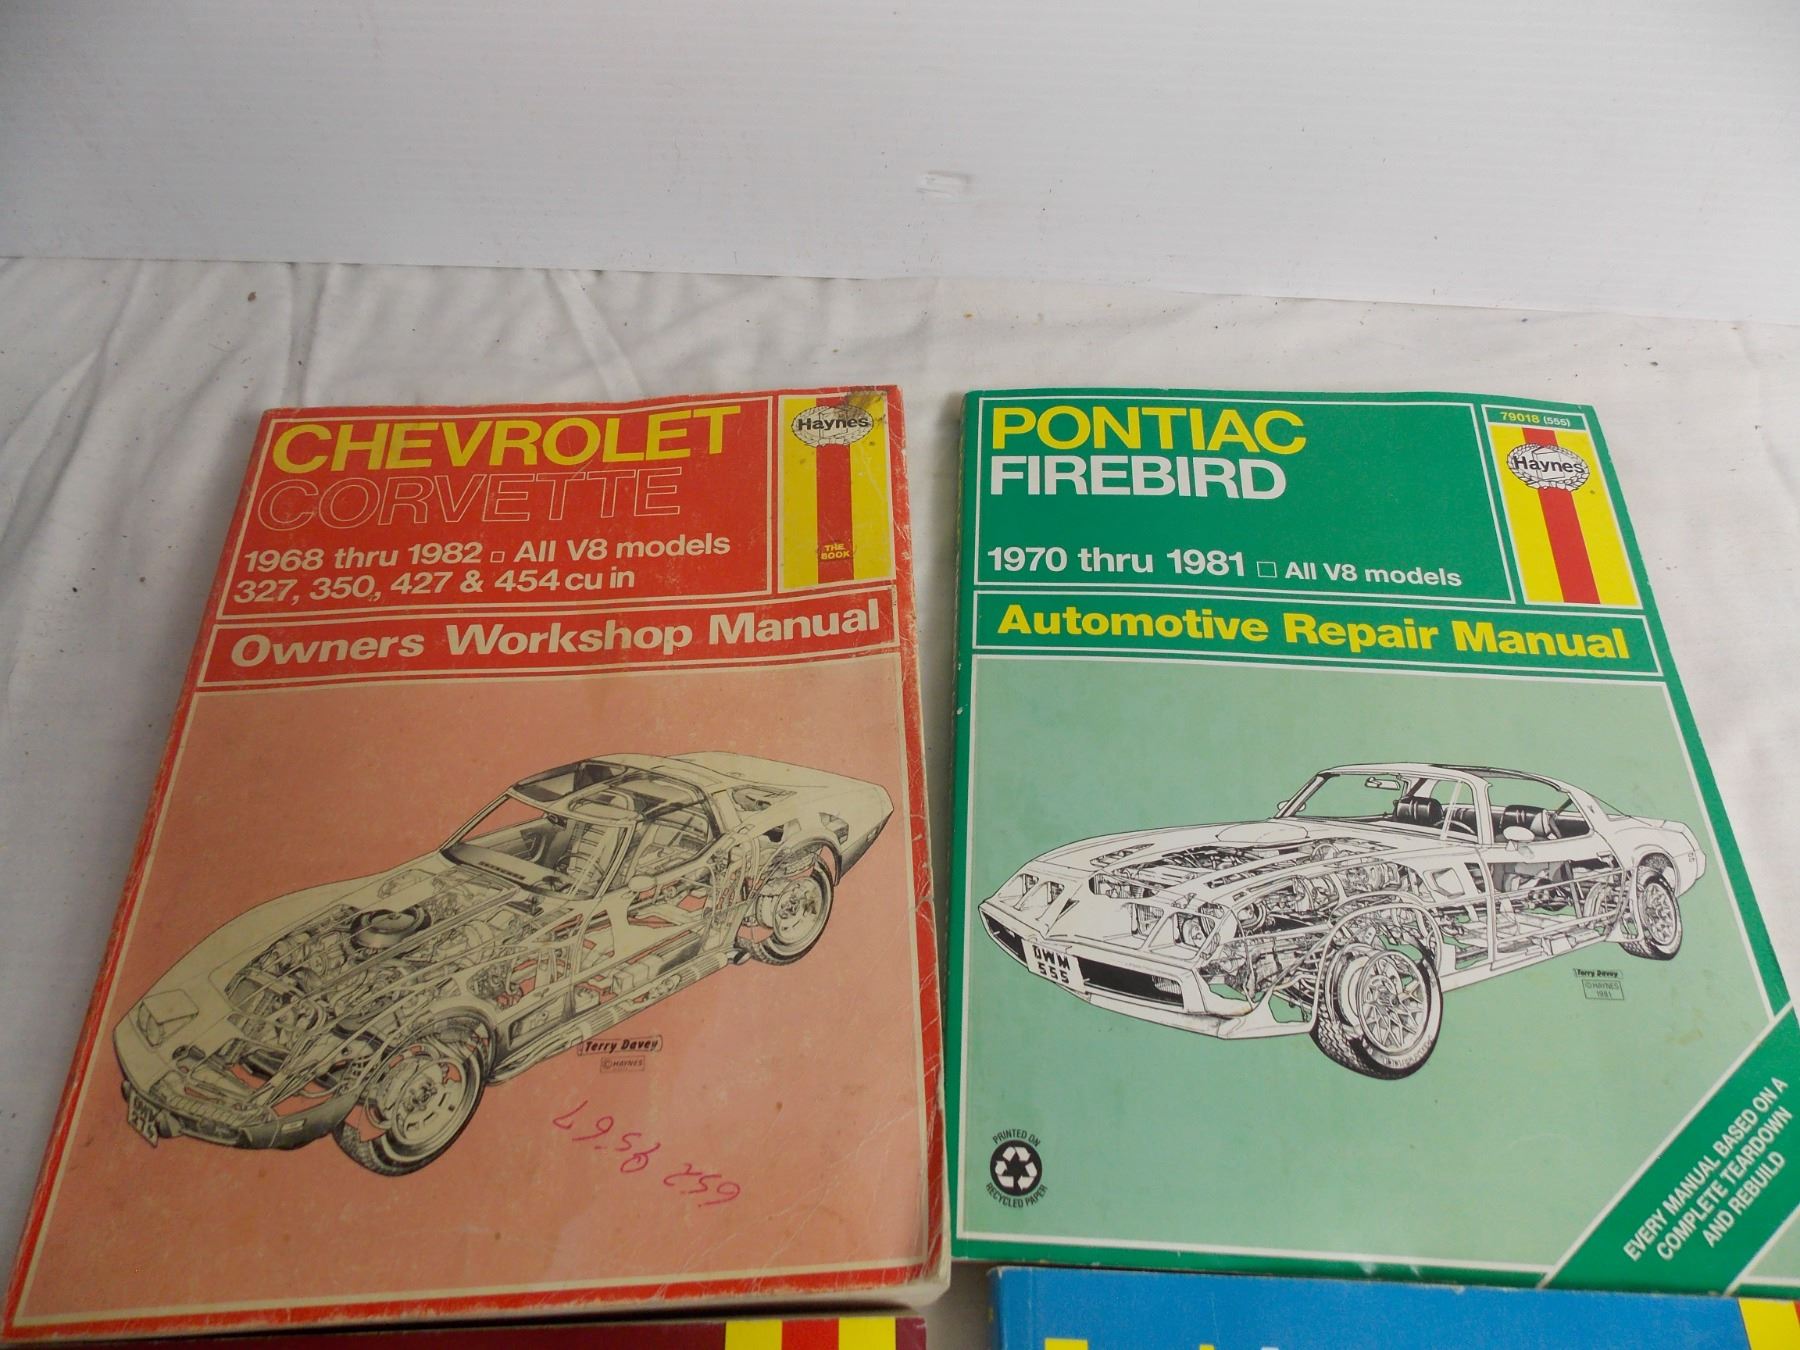 CHEVROLET
CORVETTE
1968 thru 1982 □ All V8 models
327, 350, 427 & 454 cu in
Haynes
THE
BOOK
Owners Workshop Manual
Terry Davey
© HAYNES
652 9567
PONTIAC
FIREBIRD
1970 thru 1981 □ All V8 models
79018 (555)
Haynes
Automotive Repair Manual
DWM
555
Terry Davey
© HAYNES
1981
PRINTED ON
RECYCLED PAPER
EVERY MANUAL BASED ON A
COMPLETE TEARDOWN
AND REBUILD